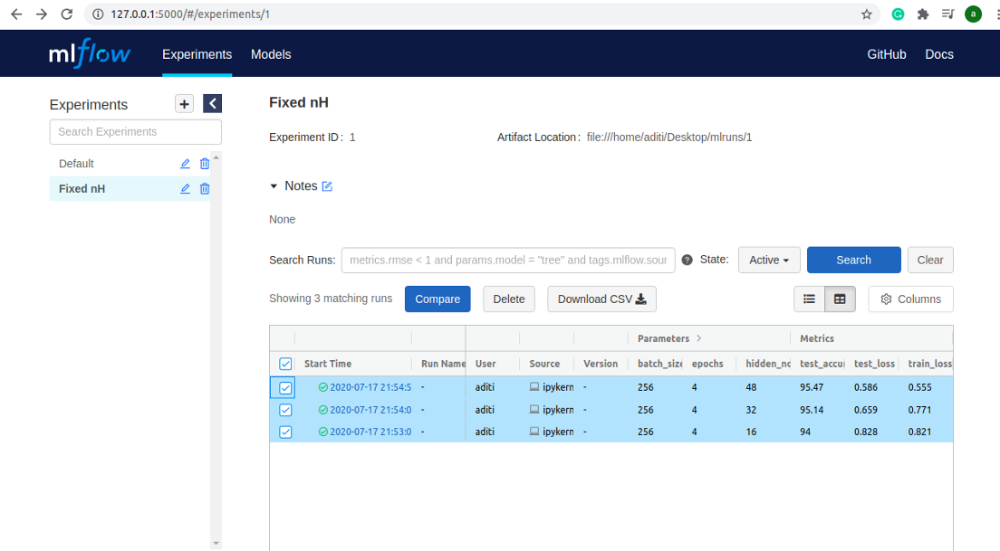 127.0.0.1:5000/#/experiments/1
a
mlflow
Experiments
Models
GitHub
Docs
Experiments
Search Experiments
Default
Fixed nH
Fixed nH
Experiment ID: 1
Artifact Location: file:///home/aditi/Desktop/mlruns/1
Notes
None
Search Runs: metrics.rmse < 1 and params.model = "tree" and tags.mlflow.sour
State: Active Search Clear
Showing 3 matching runs Compare Delete Download CSV Columns
Parameters > Metrics
Start Time Run Name User Source Version batch_size epochs hidden_no test_accu test_loss train_loss
2020-07-17 21:54:5 - aditi ipykern - 256 4 48 95.47 0.586 0.555
2020-07-17 21:54:0 - aditi ipykern - 256 4 32 95.14 0.659 0.771
2020-07-17 21:53:0 - aditi ipykern - 256 4 16 94 0.828 0.821